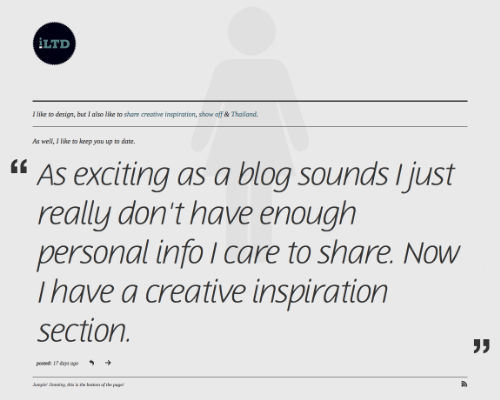 iLTD
I like to design, but I also like to share creative inspiration, show off & Thailand.
As well, I like to keep you up to date.
“ As exciting as a blog sounds I just
really don't have enough
personal info I care to share. Now
I have a creative inspiration
section. ”
posted: 17 days ago
Jumpin' Jimminy, this is the bottom of the page!